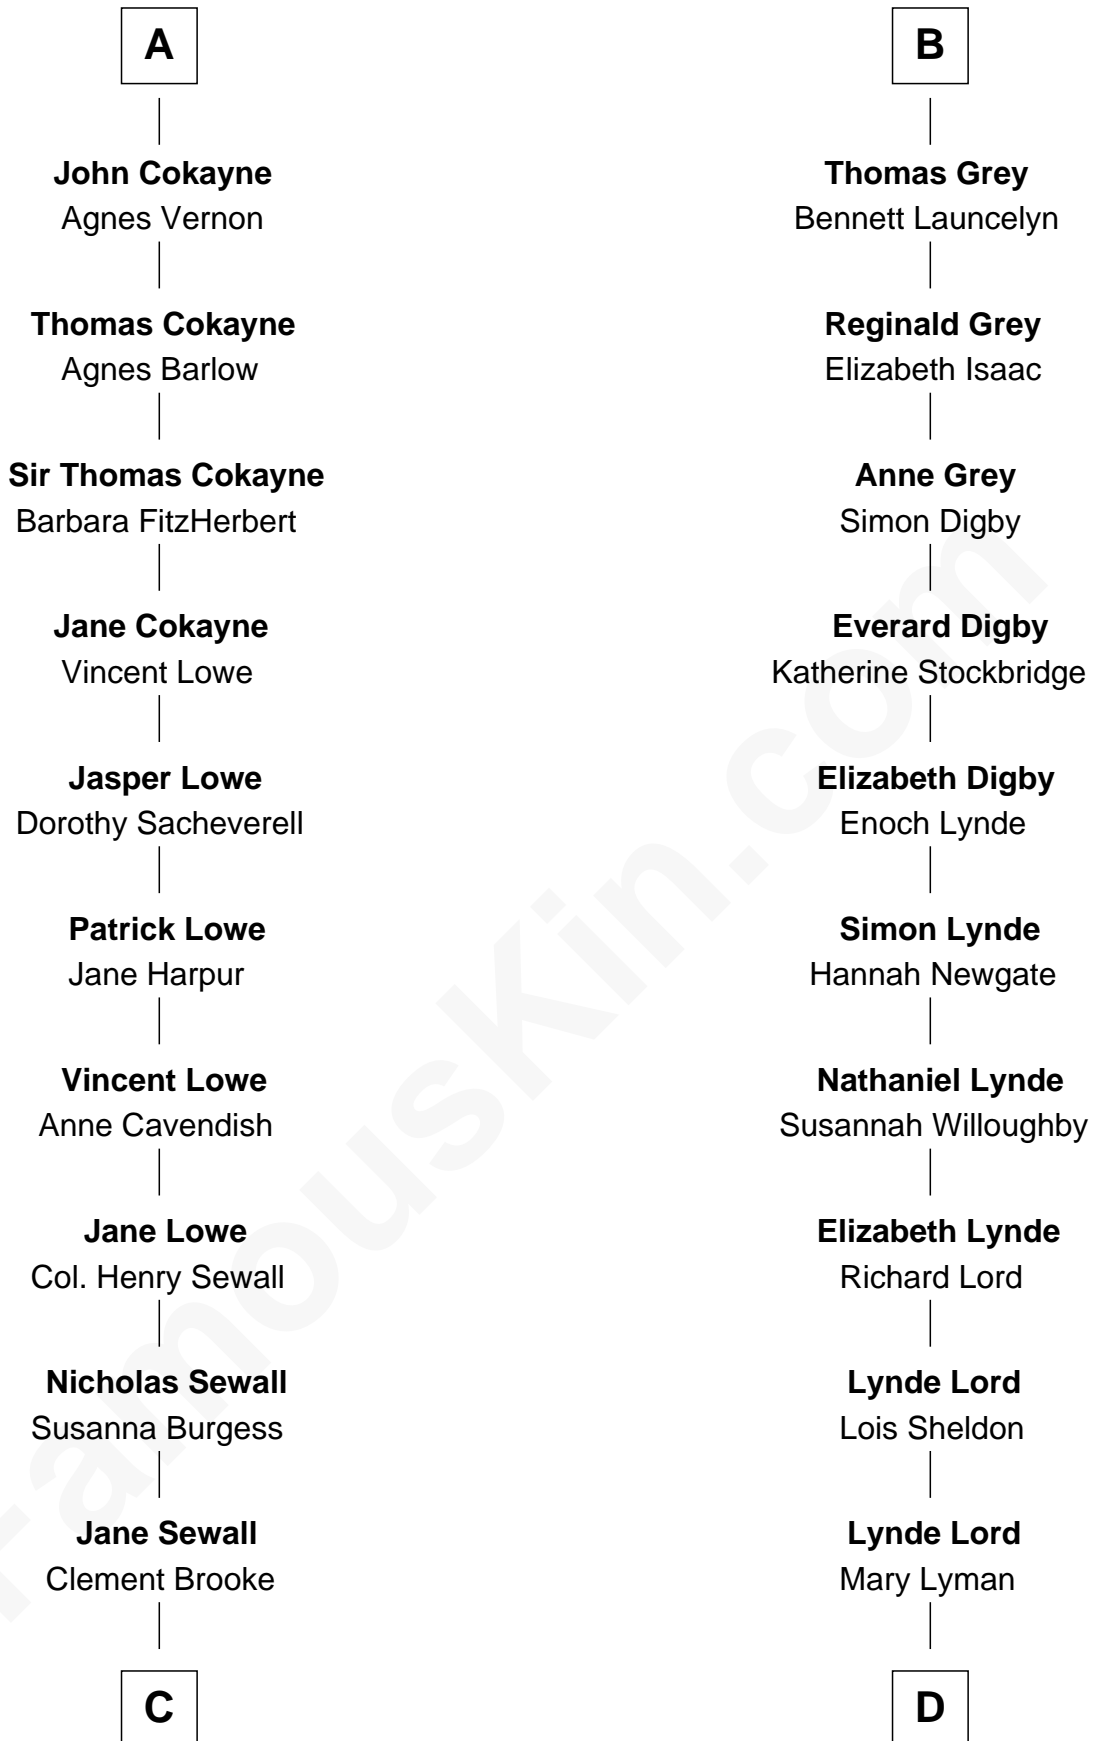 A
John Cokayne
Agnes Vernon
Thomas Cokayne
Agnes Barlow
Sir Thomas Cokayne
Barbara FitzHerbert
Jane Cokayne
Vincent Lowe
Jasper Lowe
Dorothy Sacheverell
Patrick Lowe
Jane Harpur
Vincent Lowe
Anne Cavendish
Jane Lowe
Col. Henry Sewall
Nicholas Sewall
Susanna Burgess
Jane Sewall
Clement Brooke
C
B
Thomas Grey
Bennett Launcelyn
Reginald Grey
Elizabeth Isaac
Anne Grey
Simon Digby
Everard Digby
Katherine Stockbridge
Elizabeth Digby
Enoch Lynde
Simon Lynde
Hannah Newgate
Nathaniel Lynde
Susannah Willoughby
Elizabeth Lynde
Richard Lord
Lynde Lord
Lois Sheldon
Lynde Lord
Mary Lyman
D
FamousKin.com